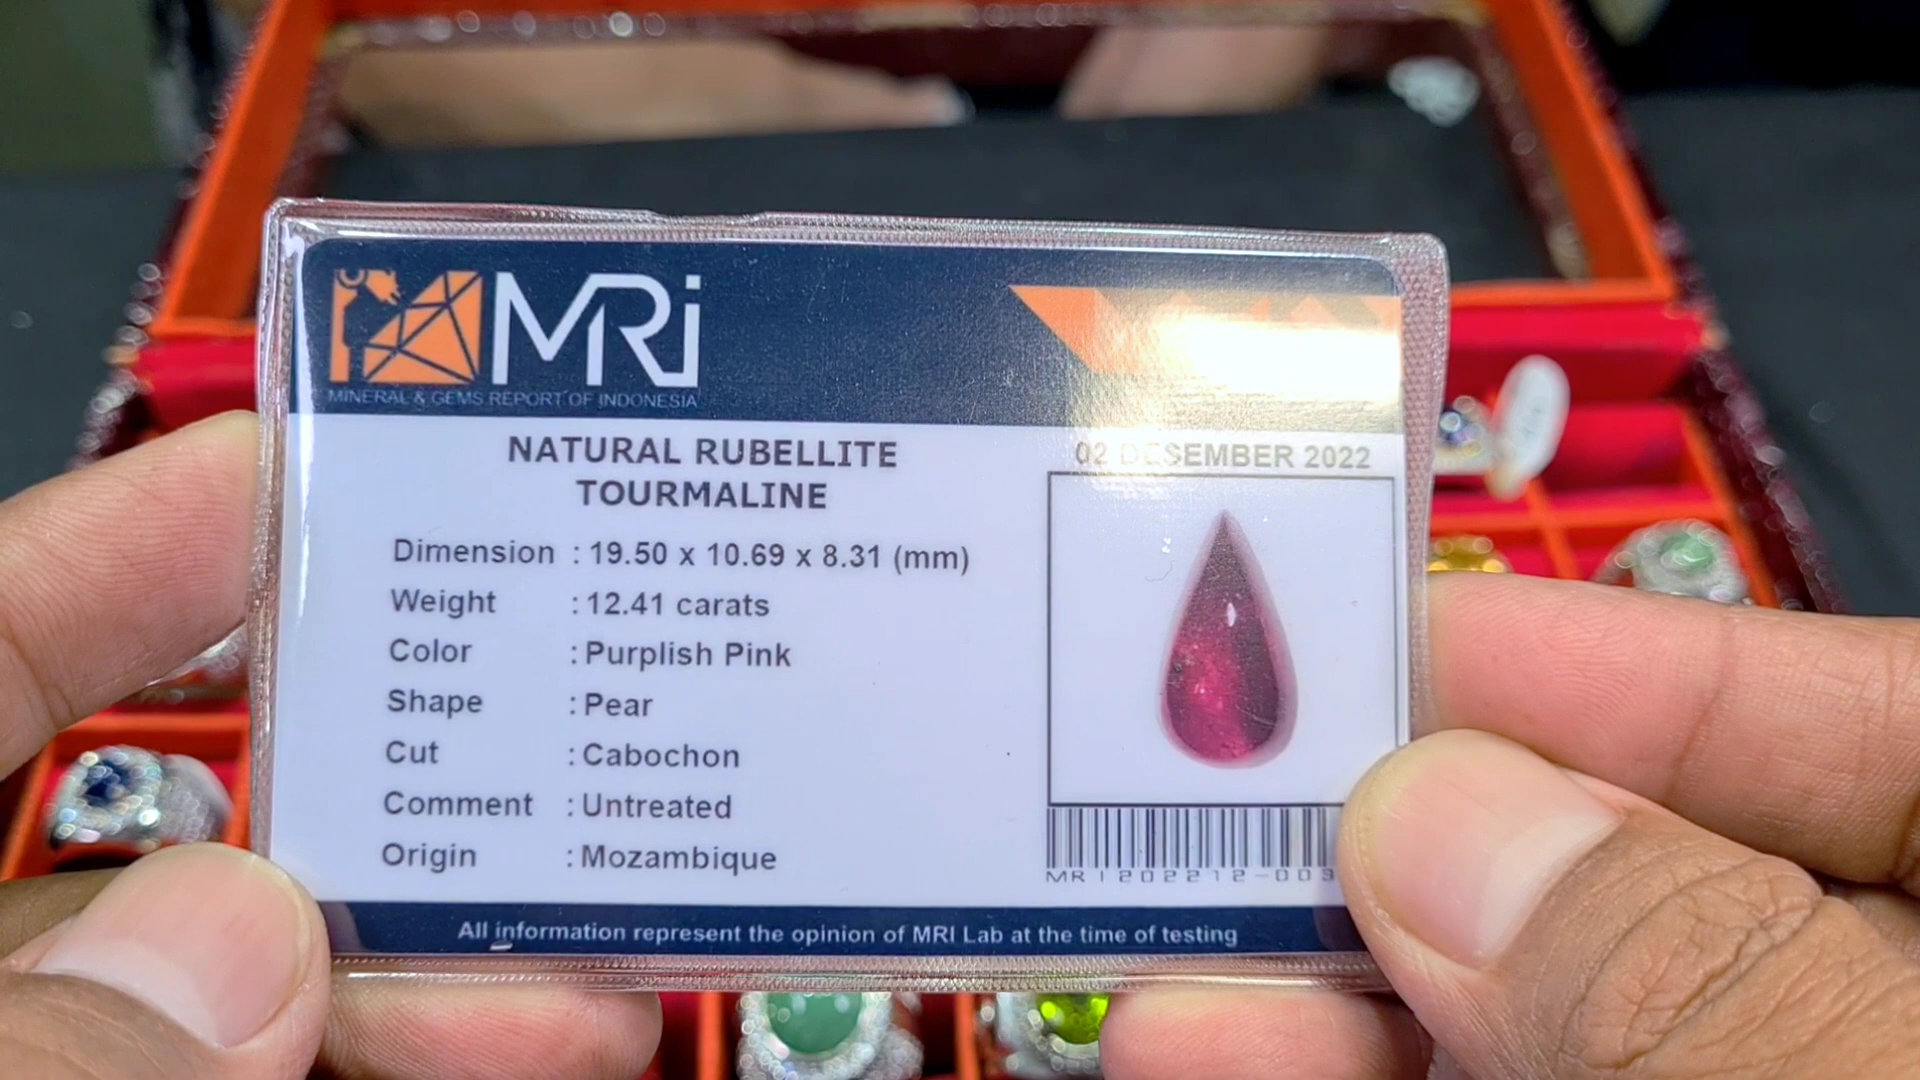 MRi
MINERAL & GEMS REPORT OF INDONESIA
NATURAL RUBELLITE
TOURMALINE
02 DESEMBER 2022
Dimension : 19.50 x 10.69 x 8.31 (mm)
Weight : 12.41 carats
Color : Purplish Pink
Shape : Pear
Cut : Cabochon
Comment : Untreated
Origin : Mozambique
MRI202212-003
All information represent the opinion of MRI Lab at the time of testing